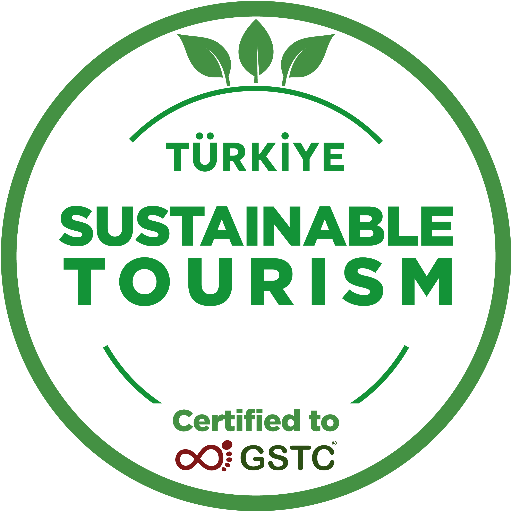 TÜRKİYE
SUSTAINABLE
TOURISM
Certified to
GSTC